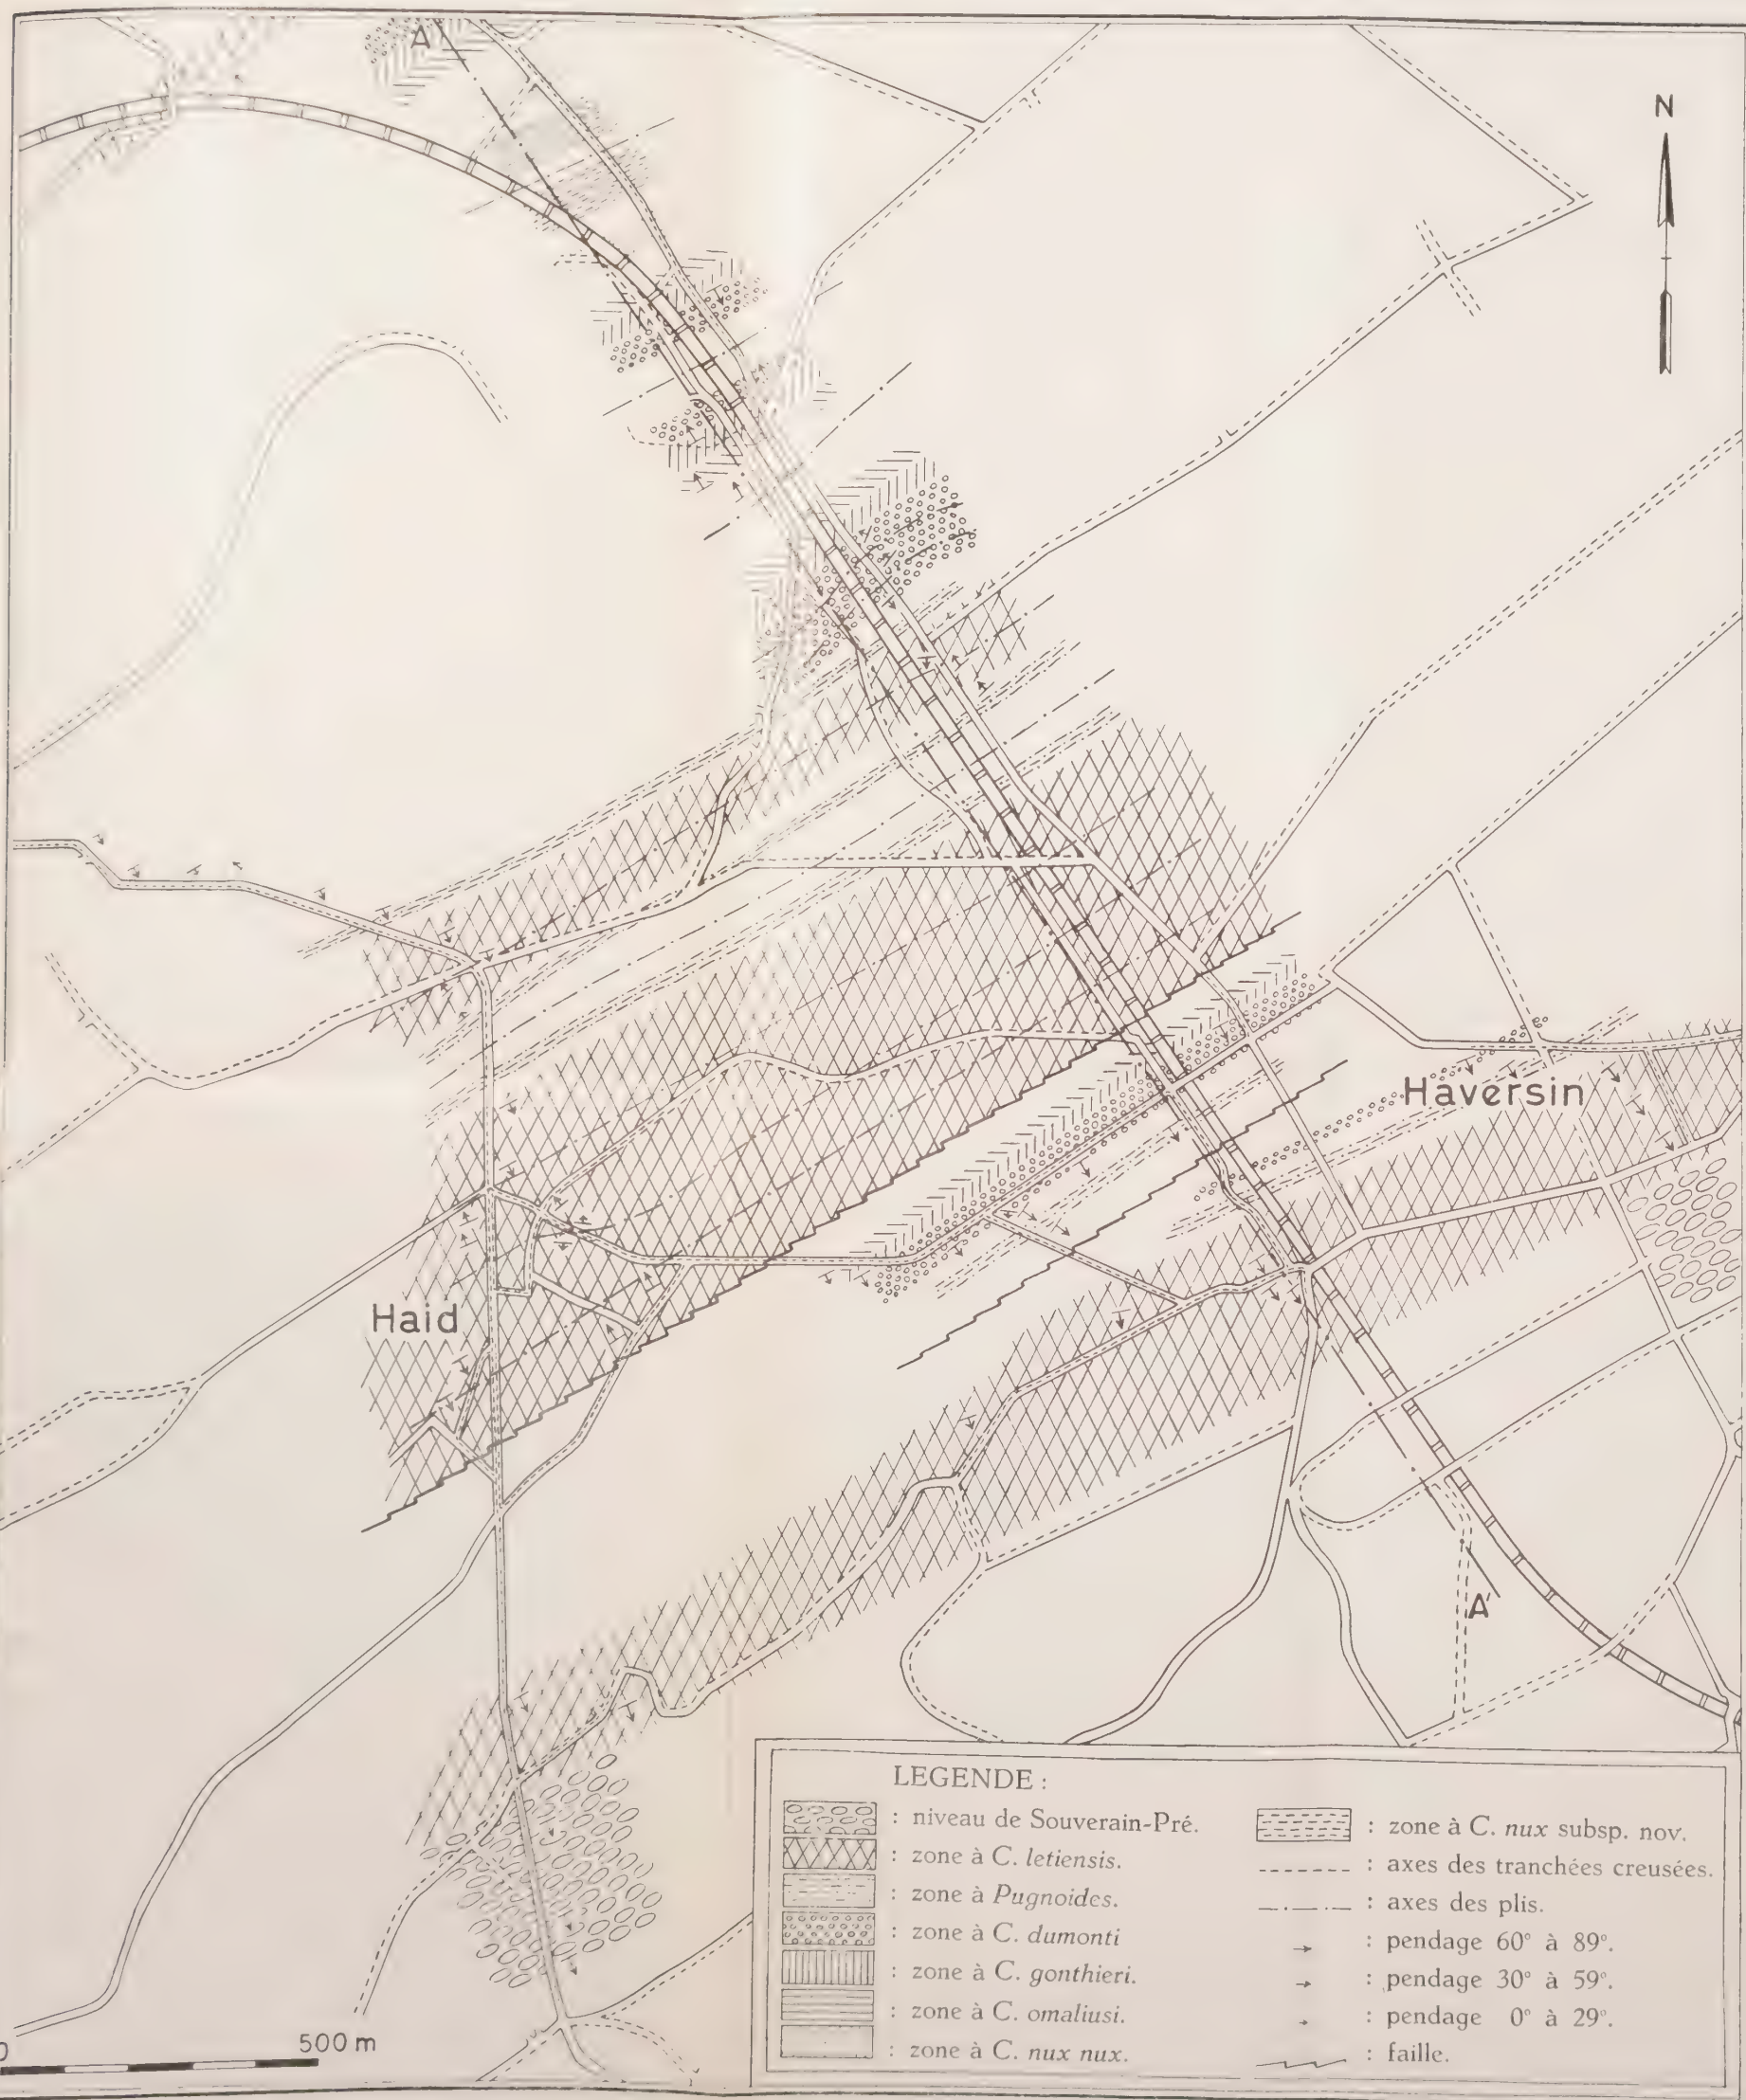 A
N
Haversin
Haid
A'
LEGENDE :
: niveau de Souverain-Pré.
: zone à C. letiensis.
: zone à Pugnoides.
: zone à C. dumonti
: zone à C. gonthieri.
: zone à C. omaliusi.
: zone à C. nux nux.
: zone à C. nux subsp. nov.
: axes des tranchées creusées.
: axes des plis.
: pendage 60° à 89°.
: pendage 30° à 59°.
: pendage 0° à 29°.
: faille.
0 500 m